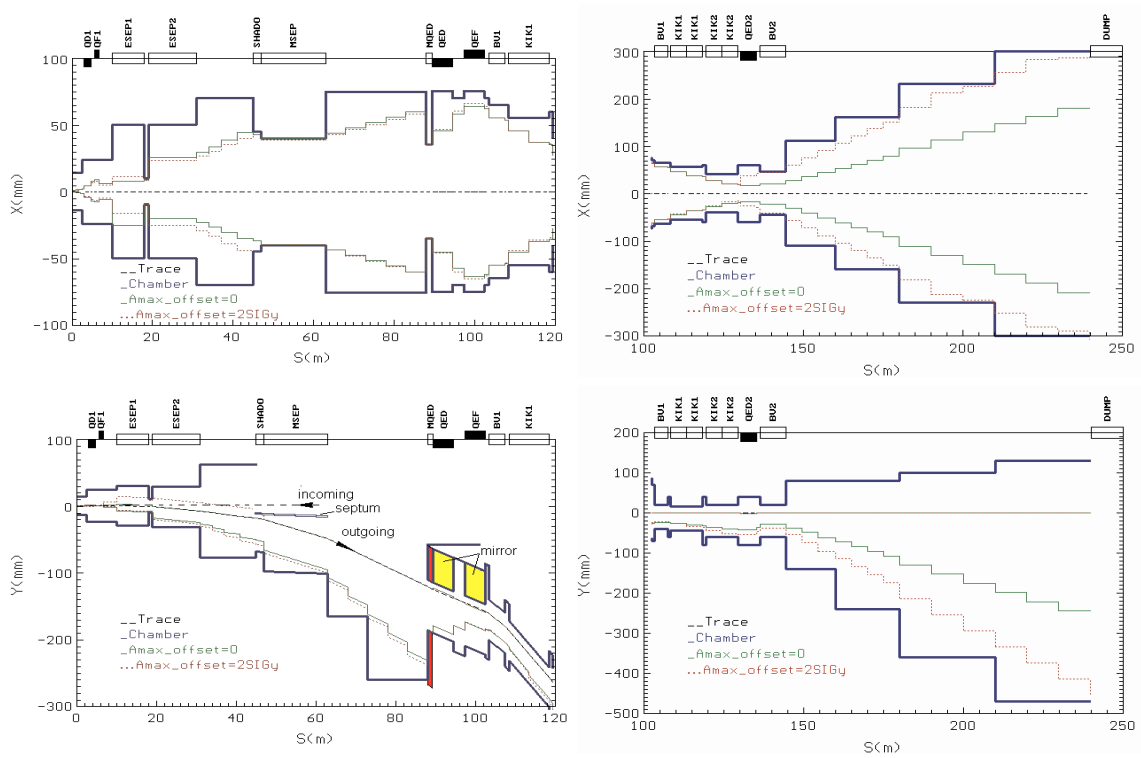 QD1 QF1 ESEP1 ESEP2 SHADO MSEP MQED QED QEF BV1 KIK1
100
50
0
-50
-100
X(mm)
0 20 40 60 80 100 120
S(m)
__Trace
_Chamber
_Amax_offset=0
...Amax_offset=2SIGy
BV1 KIK1 KIK1 KIK2 KIK2 QED2 BV2 DUMP
300
200
100
0
-100
-200
-300
X(mm)
100 150 200 250
S(m)
__Trace
_Chamber
_Amax_offset=0
...Amax_offset=2SIGy
QD1 QF1 ESEP1 ESEP2 SHADO MSEP MQED QED QEF BV1 KIK1
100
0
-100
-200
-300
Y(mm)
incoming
septum
outgoing
mirror
0 20 40 60 80 100 120
S(m)
__Trace
_Chamber
_Amax_offset=0
...Amax_offset=2SIGy
BV1 KIK1 KIK1 KIK2 KIK2 QED2 BV2 DUMP
200
100
0
-100
-200
-300
-400
-500
Y(mm)
100 150 200 250
S(m)
__Trace
_Chamber
_Amax_offset=0
...Amax_offset=2SIGy